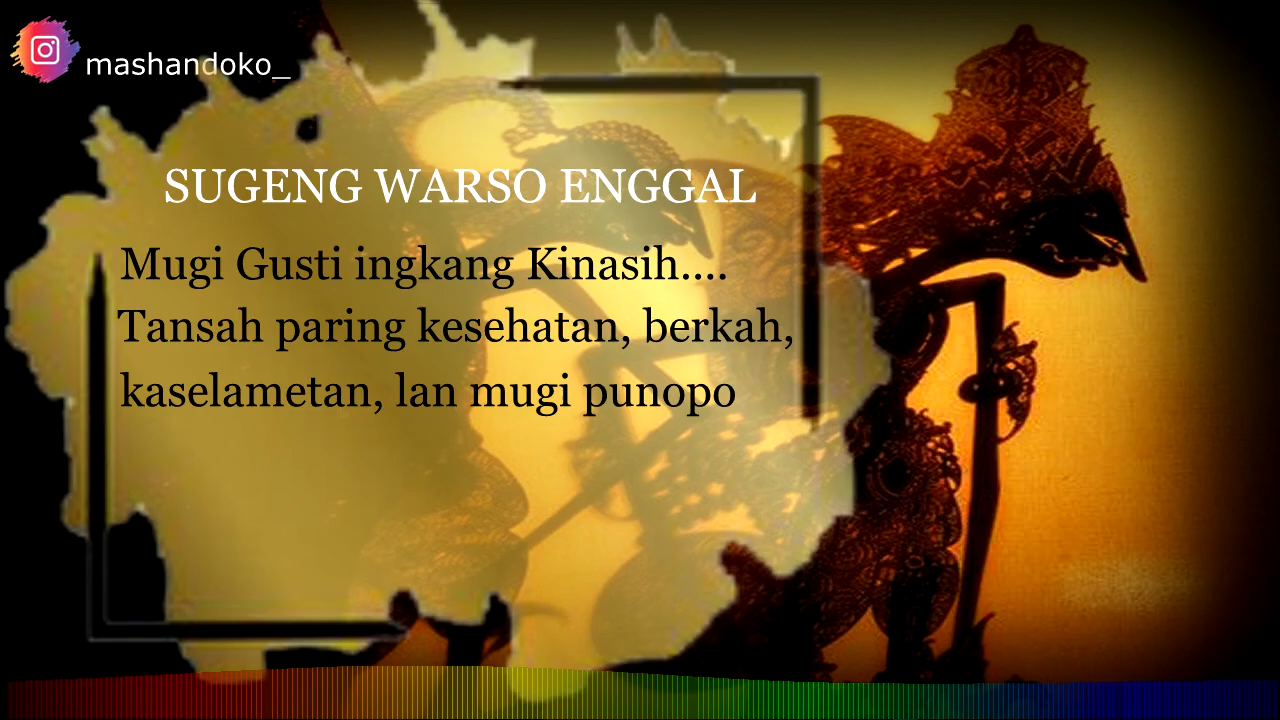 mashandoko_
SUGENG WARSO ENGGAL
Mugi Gusti ingkang Kinasih....
Tansah paring kesehatan, berkah,
kaselametan, lan mugi punopo